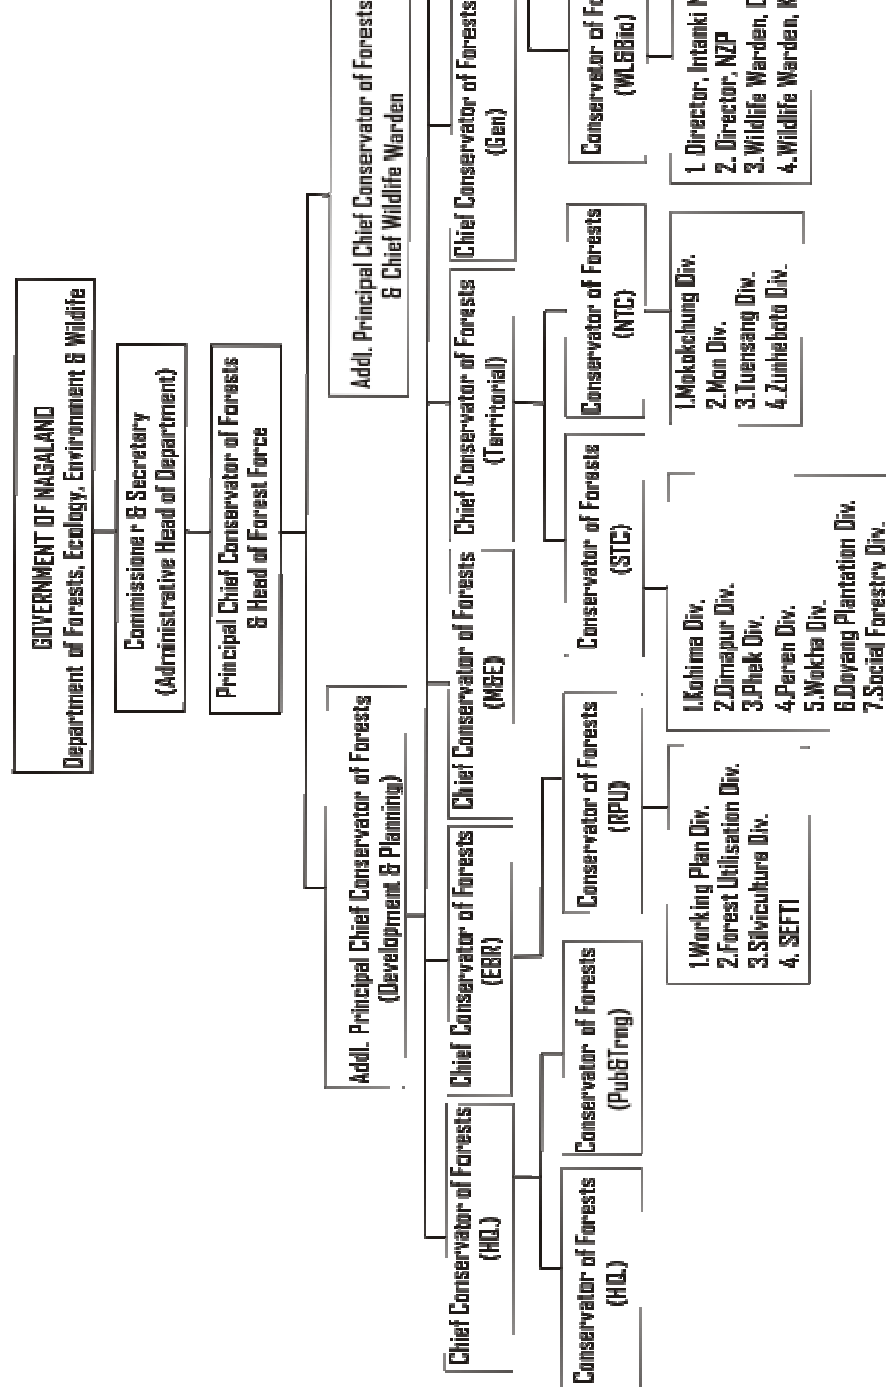 GOVERNMENT OF NAGALAND
Department of Forests, Ecology, Environment & Wildlife
Commissioner & Secretary
(Administrative Head of Department)
Principal Chief Conservator of Forests
& Head of Forest Force
Addl. Principal Chief Conservator of Forests
(Development & Planning)
Addl. Principal Chief Conservator of Forests
& Chief Wildlife Warden
Chief Conservator of Forests
(HQ.)
Chief Conservator of Forests
(EBR)
Chief Conservator of Forests
(M&E)
Chief Conservator of Forests
(Territorial)
Chief Conservator of Forests
(Gen)
Conservator of Forests
(HQ.)
Conservator of Forests
(Pub&Trng)
Conservator of Forests
(RPU)
Conservator of Forests
(STC)
Conservator of Forests
(NTC)
Conservator of
(WL&Bio)
1.Working Plan Div.
2.Forest Utilisation Div.
3.Silviculture Div.
4. SEFTI
1.Kohima Div.
2.Dimapur Div.
3.Phek Div.
4.Peren Div.
5.Wokha Div.
6.Doyang Plantation Div.
7.Social Forestry Div.
1.Mokokchung Div.
2.Mon Div.
3.Tuensang Div.
4.Zunheboto Div.
1. Director, Intanki
2. Director, NZP
3.Wildlife Warden,
4.Wildlife Warden,